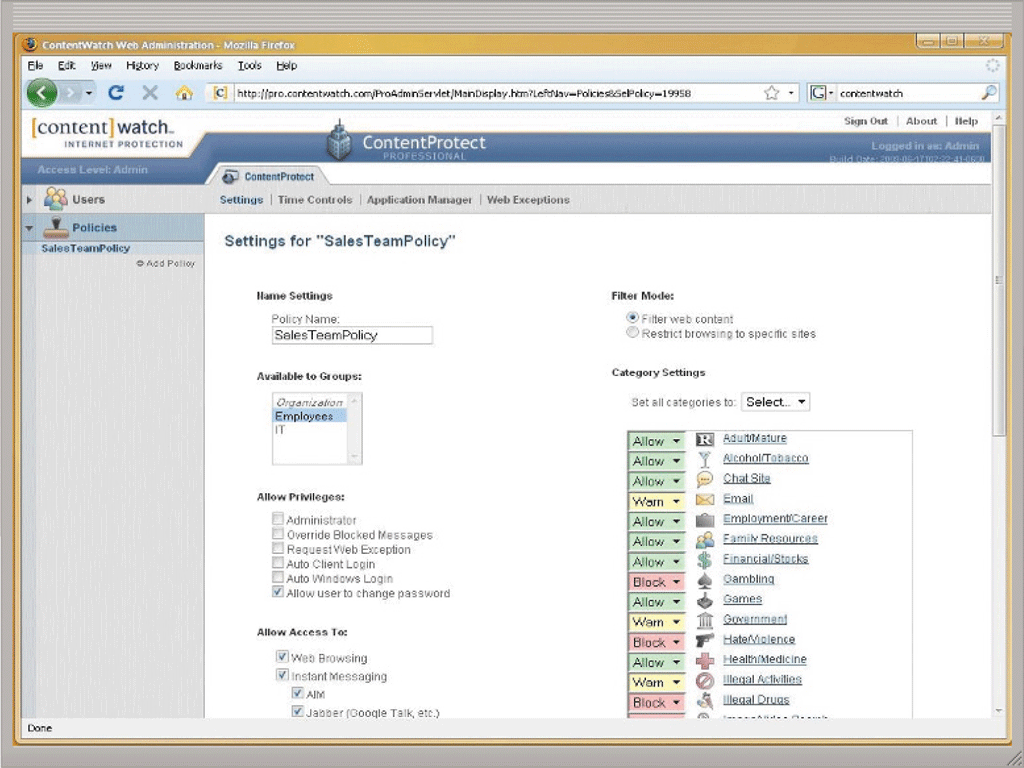 ContentWatch Web Administration - Mozilla Firefox
File Edit View History Bookmarks Tools Help
http://pro.contentwatch.com/ProAdminServlet/MainDisplay.htm?LeftNav=Policies&SelPolicy=19958
contentwatch
[content]watch
INTERNET PROTECTION
Sign Out | About | Help
ContentProtect
PROFESSIONAL
Logged in as: Admin
Access Level: Admin
ContentProtect
Users
Settings | Time Controls | Application Manager | Web Exceptions
Policies
SalesTeamPolicy
Add Policy
Settings for "SalesTeamPolicy"
Name Settings
Policy Name:
SalesTeamPolicy
Available to Groups:
Organization
Employees
IT
Allow Privileges:
Administrator
Override Blocked Messages
Request Web Exception
Auto Client Login
Auto Windows Login
Allow user to change password
Allow Access To:
Web Browsing
Instant Messaging
AIM
Jabber (Google Talk, etc.)
Filter Mode:
Filter web content
Restrict browsing to specific sites
Category Settings
Set all categories to: Select...
Allow Adult/Mature
Allow Alcohol/Tobacco
Allow Chat Site
Warn Email
Allow Employment/Career
Allow Family Resources
Allow Financial/Stocks
Block Gambling
Allow Games
Warn Government
Block Hate/Violence
Allow Health/Medicine
Warn Illegal Activities
Block Illegal Drugs
Done